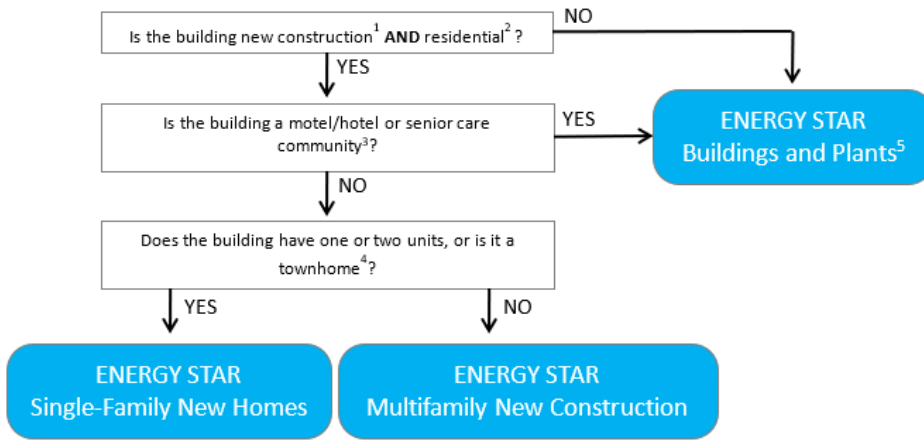 Is the building new construction¹ AND residential² ?
NO
YES
Is the building a motel/hotel or senior care
community³?
YES
ENERGY STAR
Buildings and Plants⁵
NO
Does the building have one or two units, or is it a
townhome⁴?
YES
NO
ENERGY STAR
Single-Family New Homes
ENERGY STAR
Multifamily New Construction